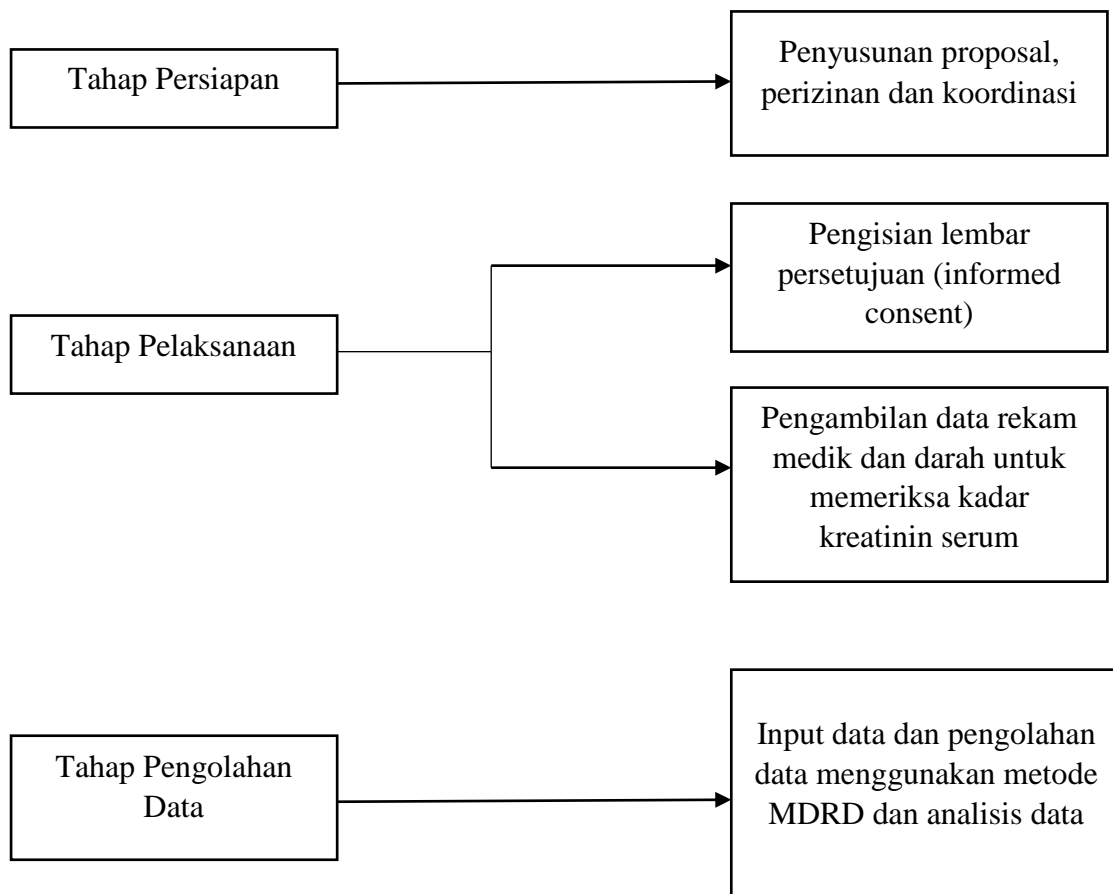 Tahap Persiapan
Penyusunan proposal,
perizinan dan koordinasi
Tahap Pelaksanaan
Pengisian lembar
persetujuan (informed
consent)
Pengambilan data rekam
medik dan darah untuk
memeriksa kadar
kreatinin serum
Tahap Pengolahan
Data
Input data dan pengolahan
data menggunakan metode
MDRD dan analisis data